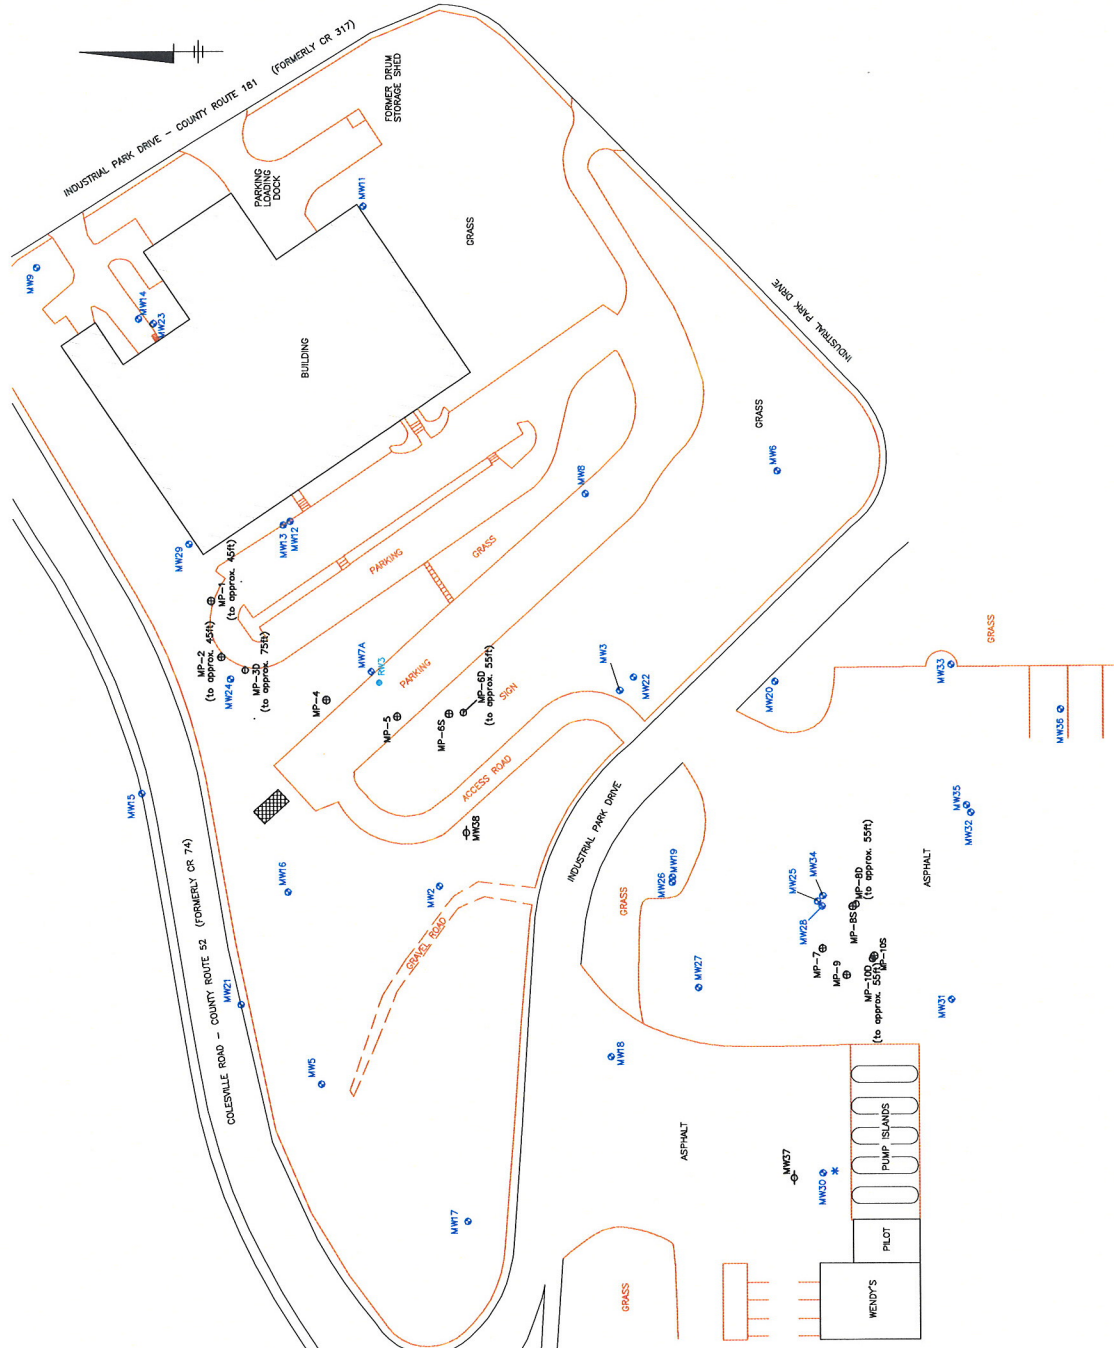 INDUSTRIAL PARK DRIVE - COUNTY ROUTE 181 (FORMERLY CR 317)
FORMER DRUM
STORAGE SHED
PARKING
LOADING
DOCK
MW11
GRASS
MW9
MW14
MW23
BUILDING
INDUSTRIAL PARK DRIVE
GRASS
MW6
MW8
MW29
MW13
MW12
PARKING
GRASS
MP-1
(to approx. 45ft)
MP-2
(to approx. 45ft)
MW24
MP-3D
(to approx. 75ft)
MW7A
RW3
PARKING
MP-4
MP-5
MP-6S
MP-6D
(to approx. 55ft)
SIGN
MW3
MW22
ACCESS ROAD
MW38
MW15
COLESVILLE ROAD - COUNTY ROUTE 52 (FORMERLY CR 74)
MW16
MW2
GRAVEL ROAD
MW21
MW5
MW17
INDUSTRIAL PARK DRIVE
MW20
GRASS
MW33
MW36
MW35
MW32
ASPHALT
GRASS
MW26
MW19
MW25
MW34
MW28
MP-8S
MP-8D
(to approx. 55ft)
MP-7
MP-9
MP-10D
(to approx. 55ft)
MP-10S
MW27
MW31
MW18
ASPHALT
MW37
MW30
*
PUMP ISLANDS
PILOT
WENDY'S
GRASS